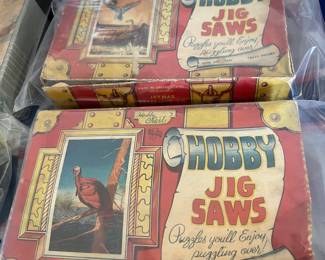 HOBBY
JIG SAWS
Puzzles you'll Enjoy
puzzling over!
HOBBY
JIG
SAWS
Puzzles you'll Enjoy
puzzling over!